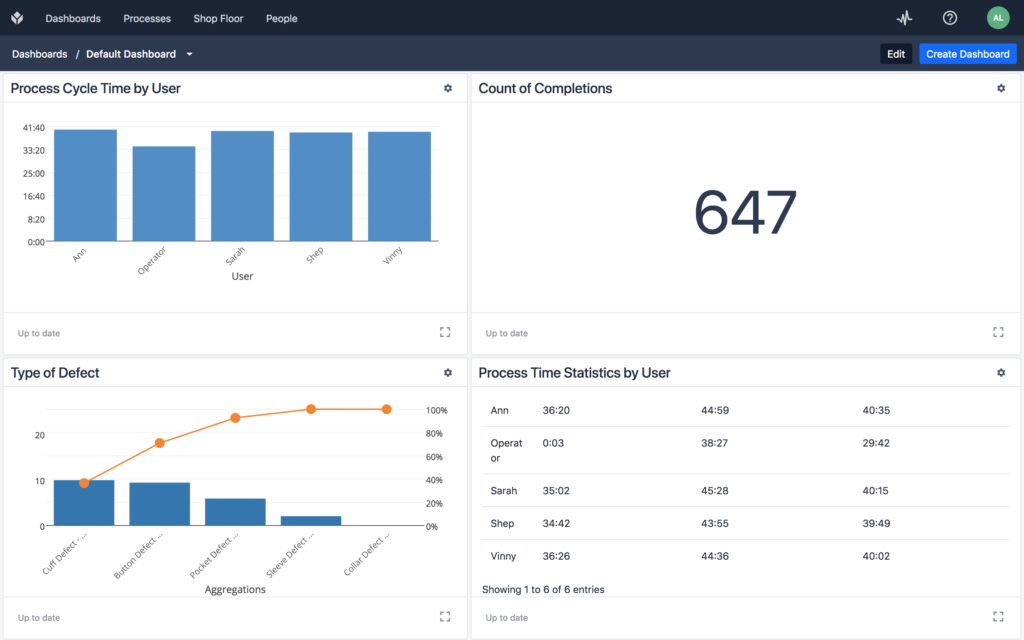 Dashboards Processes Shop Floor People
AL
Dashboards / Default Dashboard
Edit Create Dashboard
Process Cycle Time by User
41:40
33:20
25:00
16:40
8:20
0:00
Ann Operator Sarah Shep Vinny
User
Up to date
Count of Completions
647
Up to date
Type of Defect
20
10
0
100%
80%
60%
40%
20%
0%
Cuff Defect - ... Button Defect ... Pocket Defect ... Sleeve Defect ... Collar Defect ...
Aggregations
Up to date
Process Time Statistics by User
Ann 36:20 44:59 40:35
Operat 0:03 38:27 29:42
or
Sarah 35:02 45:28 40:15
Shep 34:42 43:55 39:49
Vinny 36:26 44:36 40:02
Showing 1 to 6 of 6 entries
Up to date